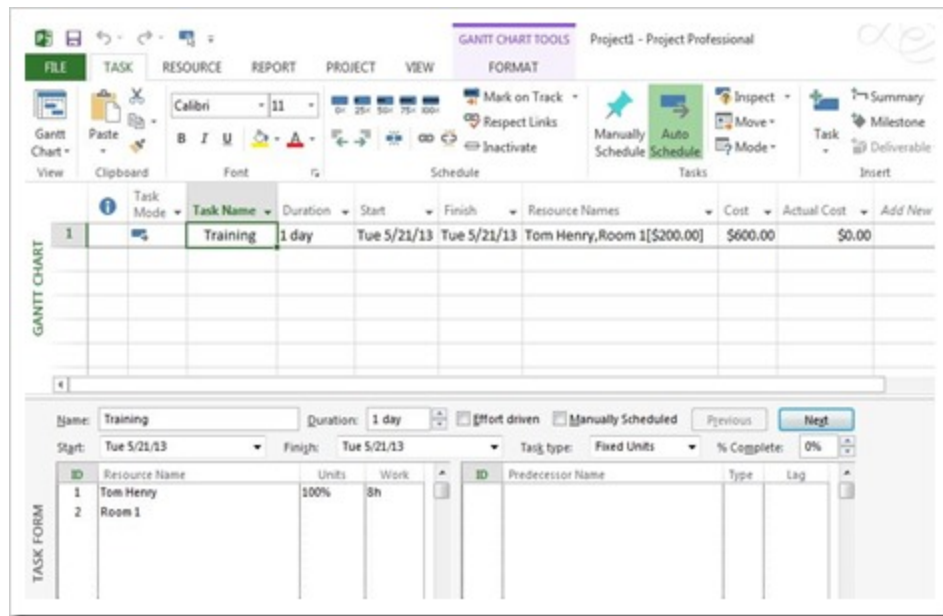 GANTT CHART TOOLS Project1 - Project Professional
FILE TASK RESOURCE REPORT PROJECT VIEW FORMAT
Gantt Chart
View
Paste
Clipboard
Calibri 11
B I U A
Font
0× 25× 50× 75× 100×
Mark on Track
Respect Links
Inactivate
Schedule
Manually Schedule
Auto Schedule
Inspect
Move
Mode
Tasks
Task
Summary
Milestone
Deliverable
Insert
Task Mode Task Name Duration Start Finish Resource Names Cost Actual Cost Add New
1 Training 1 day Tue 5/21/13 Tue 5/21/13 Tom Henry,Room 1[$200.00] $600.00 $0.00
GANTT CHART
Name: Training Duration: 1 day Effort driven Manually Scheduled Previous Next
Start: Tue 5/21/13 Finish: Tue 5/21/13 Task type: Fixed Units % Complete: 0%
ID Resource Name Units Work ID Predecessor Name Type Lag
1 Tom Henry 100% 8h
2 Room 1
TASK FORM